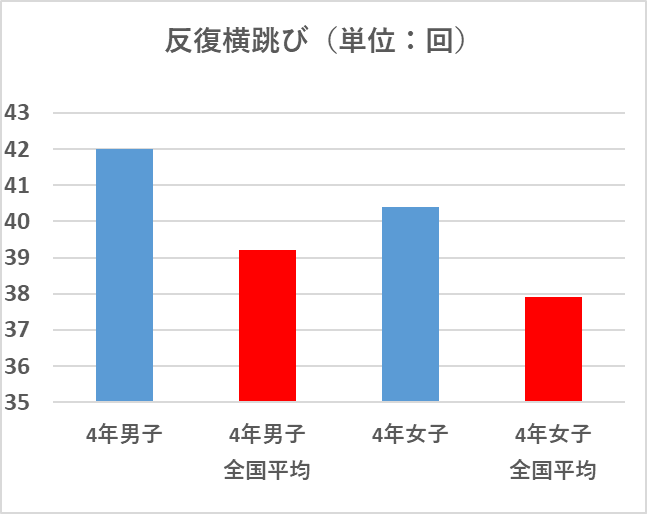 反復横跳び（単位：回）
43
42
41
40
39
38
37
36
35
4年男子
4年男子
全国平均
4年女子
4年女子
全国平均